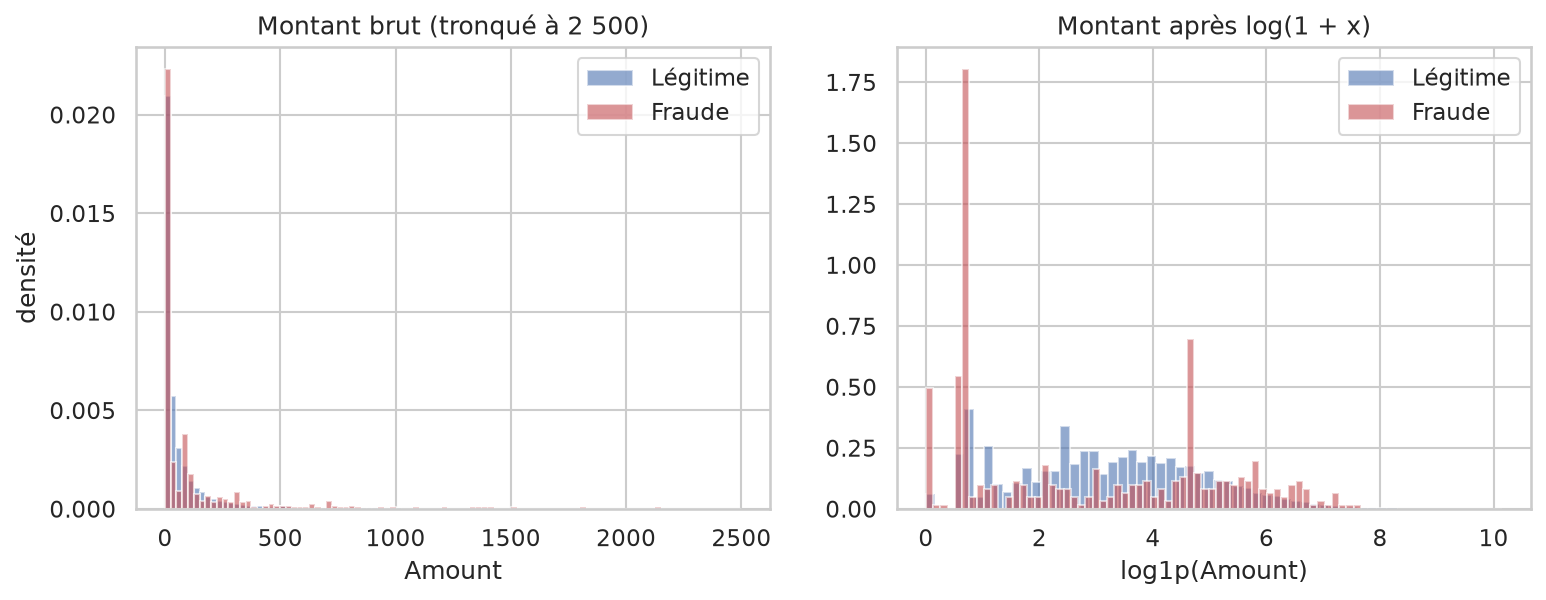 Montant brut (tronqué à 2 500)
densité
0.020
0.015
0.010
0.005
0.000
0 500 1000 1500 2000 2500
Amount
Légitime
Fraude
Montant après log(1 + x)
1.75
1.50
1.25
1.00
0.75
0.50
0.25
0.00
0 2 4 6 8 10
log1p(Amount)
Légitime
Fraude